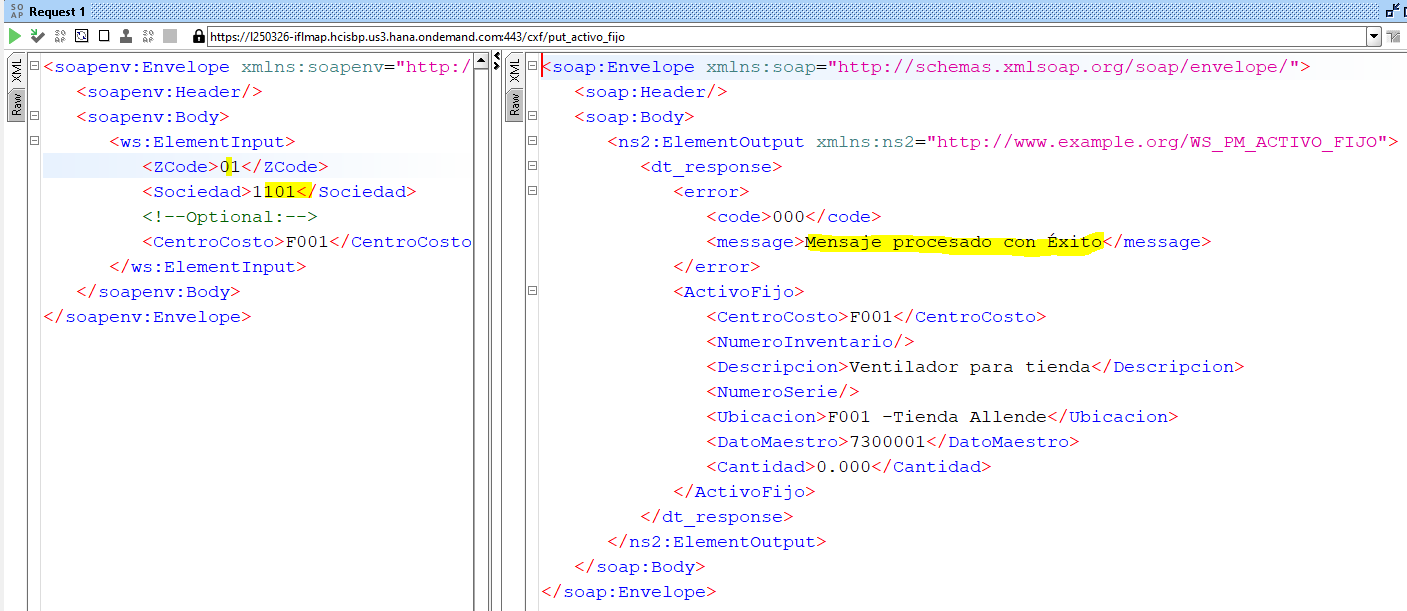 SO
AP
Request 1
https://l250326-iflmap.hcisbp.us3.hana.ondemand.com:443/cxf/put_activo_fijo
XML
Raw
<soapenv:Envelope xmlns:soapenv="http:/
<soapenv:Header/>
<soapenv:Body>
<ws:ElementInput>
<ZCode>01</ZCode>
<Sociedad>1101</Sociedad>
<!--Optional:-->
<CentroCosto>F001</CentroCosto
</ws:ElementInput>
</soapenv:Body>
</soapenv:Envelope>
XML
Raw
<soap:Envelope xmlns:soap="http://schemas.xmlsoap.org/soap/envelope/">
<soap:Header/>
<soap:Body>
<ns2:ElementOutput xmlns:ns2="http://www.example.org/WS_PM_ACTIVO_FIJO">
<dt_response>
<error>
<code>000</code>
<message>Mensaje procesado con Éxito</message>
</error>
<ActivoFijo>
<CentroCosto>F001</CentroCosto>
<NumeroInventario/>
<Descripcion>Ventilador para tienda</Descripcion>
<NumeroSerie/>
<Ubicacion>F001 -Tienda Allende</Ubicacion>
<DatoMaestro>7300001</DatoMaestro>
<Cantidad>0.000</Cantidad>
</ActivoFijo>
</dt_response>
</ns2:ElementOutput>
</soap:Body>
</soap:Envelope>